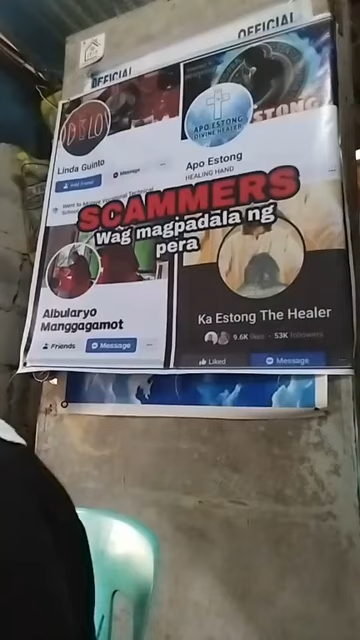 OFFICIAL
OFFICIAL
ESTONG
APO ESTONG
DIVINE HEALER
Linda Guinto
Add Friend
Message
Apo Estong
HEALING HAND
SCAMMERS
Wag magpadala ng
pera
Albularyo
Manggagamot
Friends
Message
Ka Estong The Healer
9.6K likes • 53K followers
Liked
Message